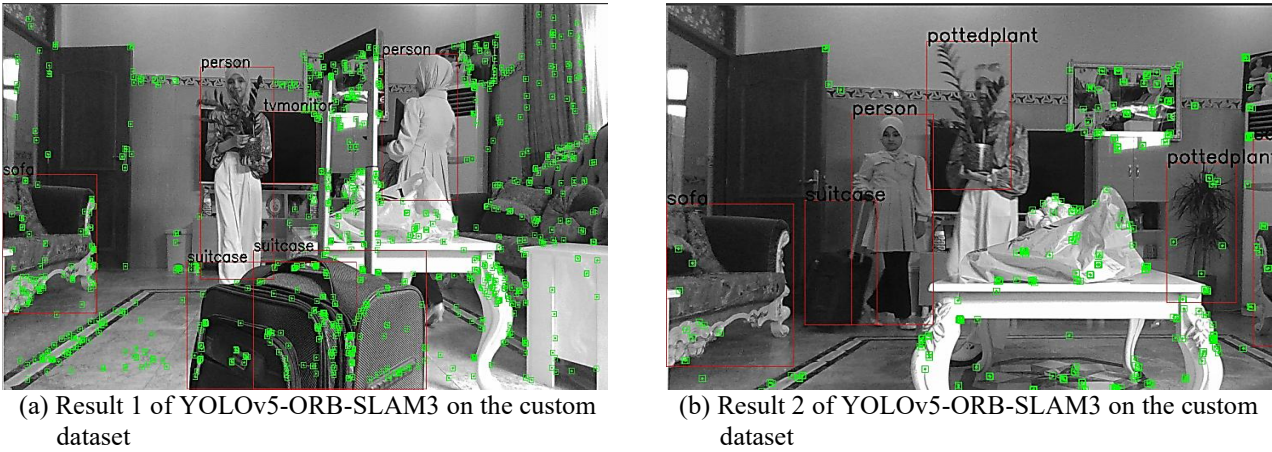 person
person
tvmonitor
sofa
suitcase
suitcase
(a) Result 1 of YOLOv5-ORB-SLAM3 on the custom
dataset
pottedplant
person
pottedplant
suitcase
sofa
(b) Result 2 of YOLOv5-ORB-SLAM3 on the custom
dataset